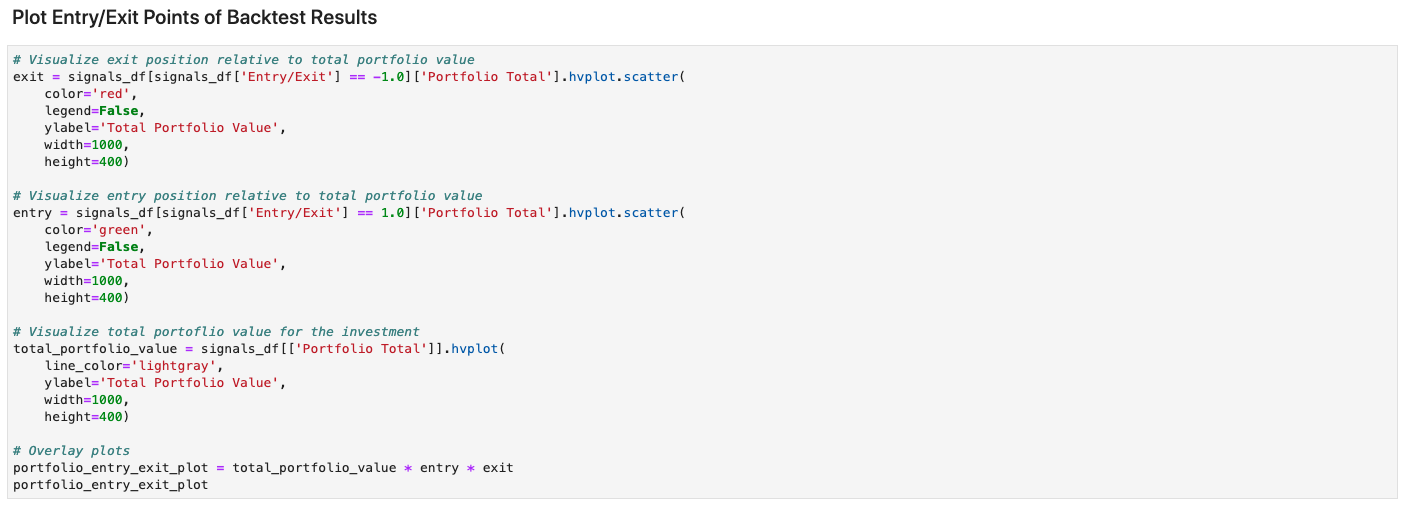 Plot Entry/Exit Points of Backtest Results
# Visualize exit position relative to total portfolio value
exit = signals_df[signals_df['Entry/Exit'] == -1.0]['Portfolio Total'].hvplot.scatter(
    color='red',
    legend=False,
    ylabel='Total Portfolio Value',
    width=1000,
    height=400)

# Visualize entry position relative to total portfolio value
entry = signals_df[signals_df['Entry/Exit'] == 1.0]['Portfolio Total'].hvplot.scatter(
    color='green',
    legend=False,
    ylabel='Total Portfolio Value',
    width=1000,
    height=400)

# Visualize total portoflio value for the investment
total_portfolio_value = signals_df[['Portfolio Total']].hvplot(
    line_color='lightgray',
    ylabel='Total Portfolio Value',
    width=1000,
    height=400)

# Overlay plots
portfolio_entry_exit_plot = total_portfolio_value * entry * exit
portfolio_entry_exit_plot